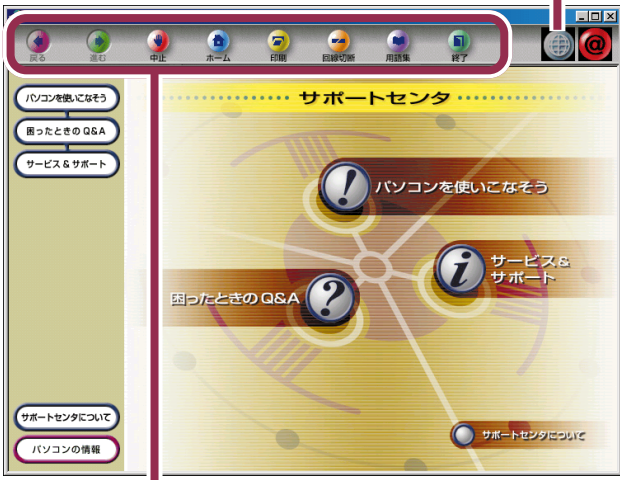 戻る 進む 中止 ホーム 印刷 回線切断 用語集 終了
@
パソコンを使いこなそう
困ったときのQ&A
サービス&サポート
サポートセンタ
! パソコンを使いこなそう
i サービス&
サポート
困ったときのQ&A ?
サポートセンタについて
パソコンの情報
サポートセンタについて